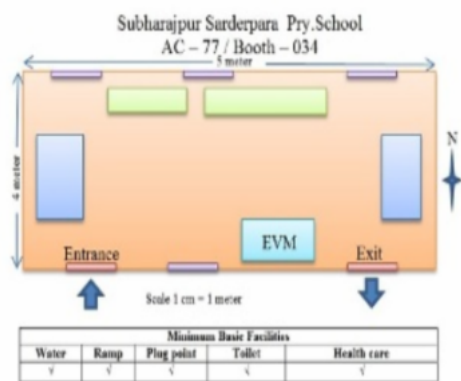 Subharajpur Sarderpara Pry.School
AC – 77 / Booth – 034
5 meter
4 meter
N
EVM
Entrance
Exit
Scale 1 cm = 1 meter
Minimum Basic Facilities
Water Ramp Plug point Toilet Health care
√ √ √ √ √